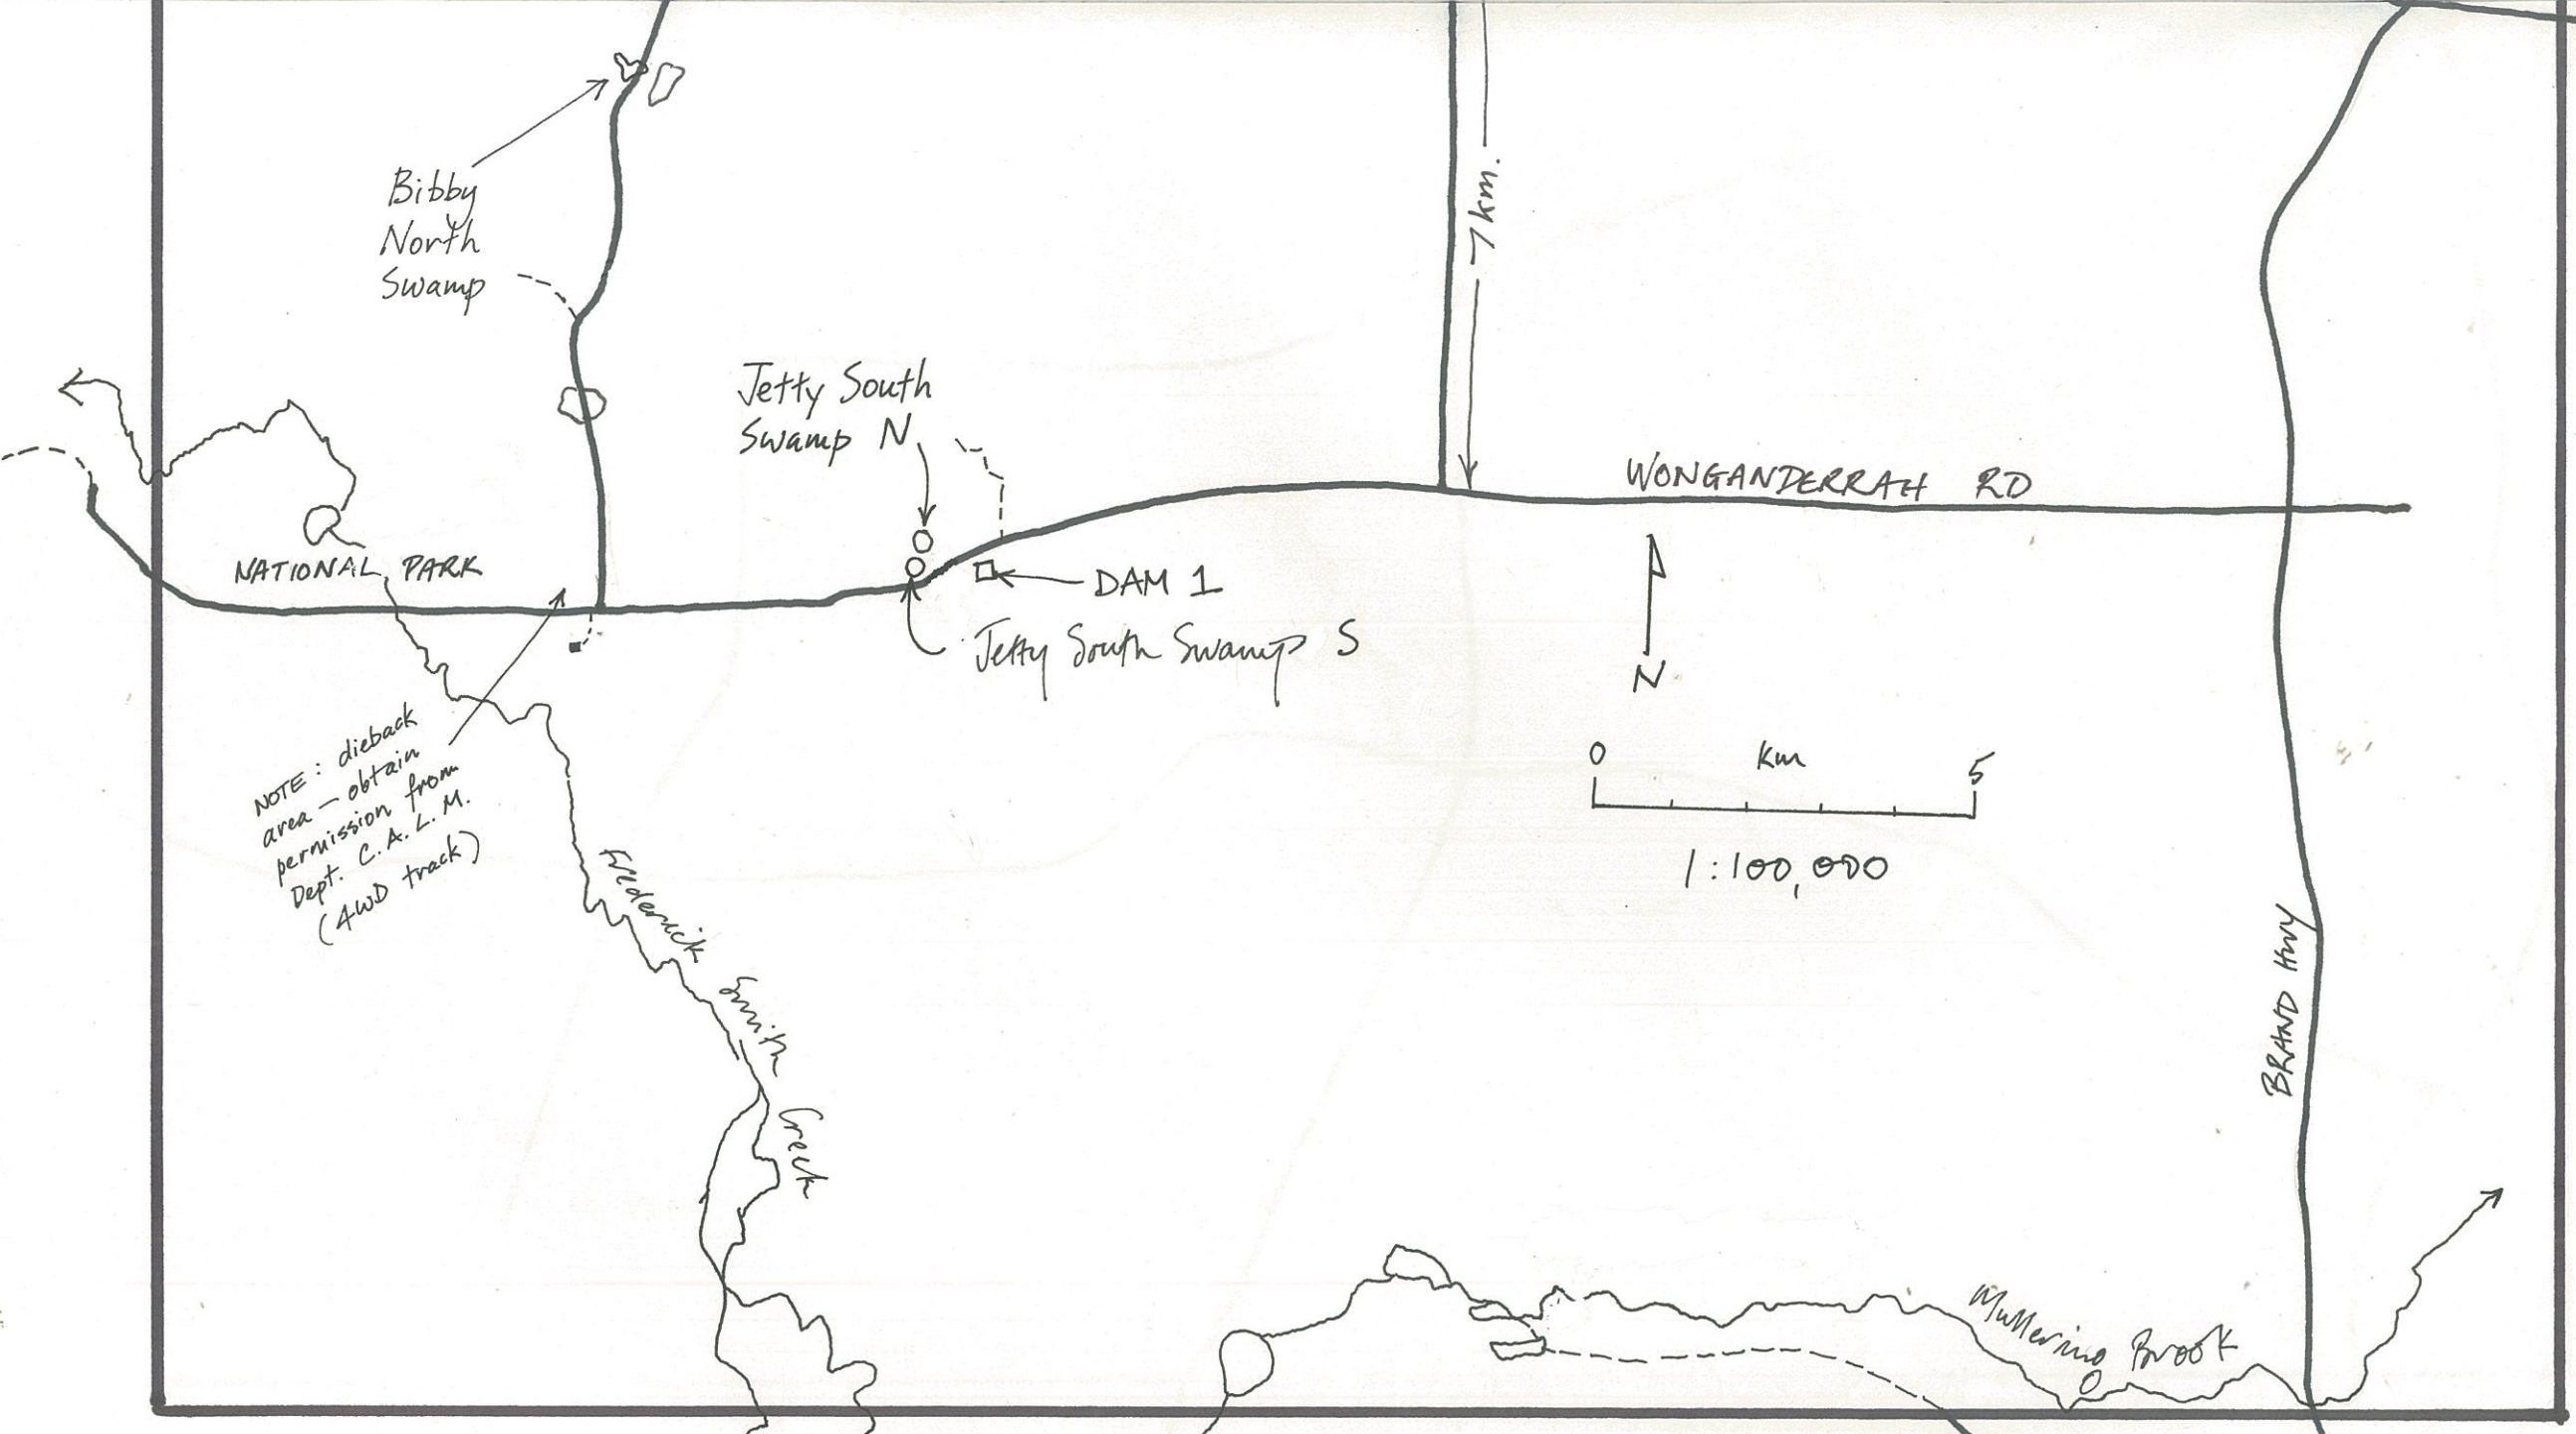 Bibby
North
Swamp
7 km.
Jetty South
Swamp N
WONGANDERRAH RD
NATIONAL PARK
DAM 1
Jetty South Swamp S
N
NOTE: dieback
area - obtain
permission from
Dept. C.A.L.M.
(4WD track)
0 Km 5
1:100,000
Frederick Smith Creek
BRAND HWY
Mullering Brook